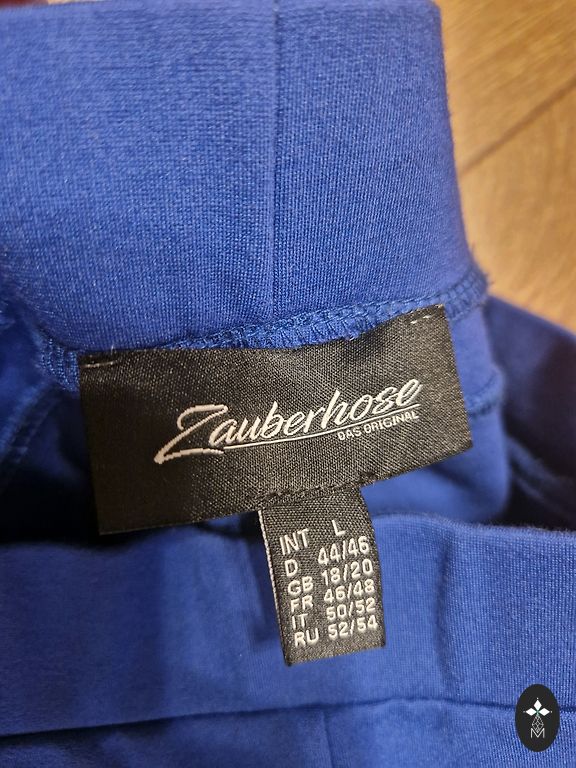 Zauberhose
DAS ORIGINAL
INT L
D 44/46
GB 18/20
FR 46/48
IT 50/52
RU 52/54
M